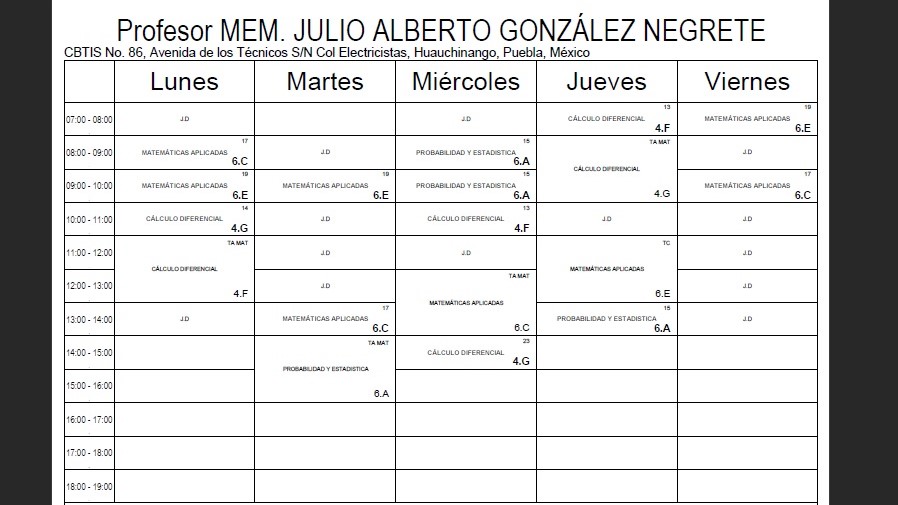 Profesor MEM. JULIO ALBERTO GONZÁLEZ NEGRETE
CBTIS No. 86, Avenida de los Técnicos S/N Col Electricistas, Huauchinango, Puebla, México
Lunes Martes Miércoles Jueves Viernes
07:00 - 08:00
J.D
J.D
13
CÁLCULO DIFERENCIAL
4.F
19
MATEMÁTICAS APLICADAS
6.E
08:00 - 09:00
17
MATEMÁTICAS APLICADAS
6.C
J.D
15
PROBABILIDAD Y ESTADISTICA
6.A
TA MAT
CÁLCULO DIFERENCIAL
4.G
J.D
09:00 - 10:00
19
MATEMÁTICAS APLICADAS
6.E
19
MATEMÁTICAS APLICADAS
6.E
15
PROBABILIDAD Y ESTADISTICA
6.A
17
MATEMÁTICAS APLICADAS
6.C
10:00 - 11:00
14
CÁLCULO DIFERENCIAL
4.G
J.D
13
CÁLCULO DIFERENCIAL
4.F
J.D
J.D
11:00 - 12:00
TA MAT
CÁLCULO DIFERENCIAL
4.F
J.D
J.D
TC
MATEMÁTICAS APLICADAS
6.E
J.D
12:00 - 13:00
J.D
TA MAT
MATEMÁTICAS APLICADAS
6.C
J.D
13:00 - 14:00
J.D
17
MATEMÁTICAS APLICADAS
6.C
15
PROBABILIDAD Y ESTADISTICA
6.A
J.D
14:00 - 15:00
TA MAT
PROBABILIDAD Y ESTADISTICA
6.A
23
CÁLCULO DIFERENCIAL
4.G
15:00 - 16:00
16:00 - 17:00
17:00 - 18:00
18:00 - 19:00